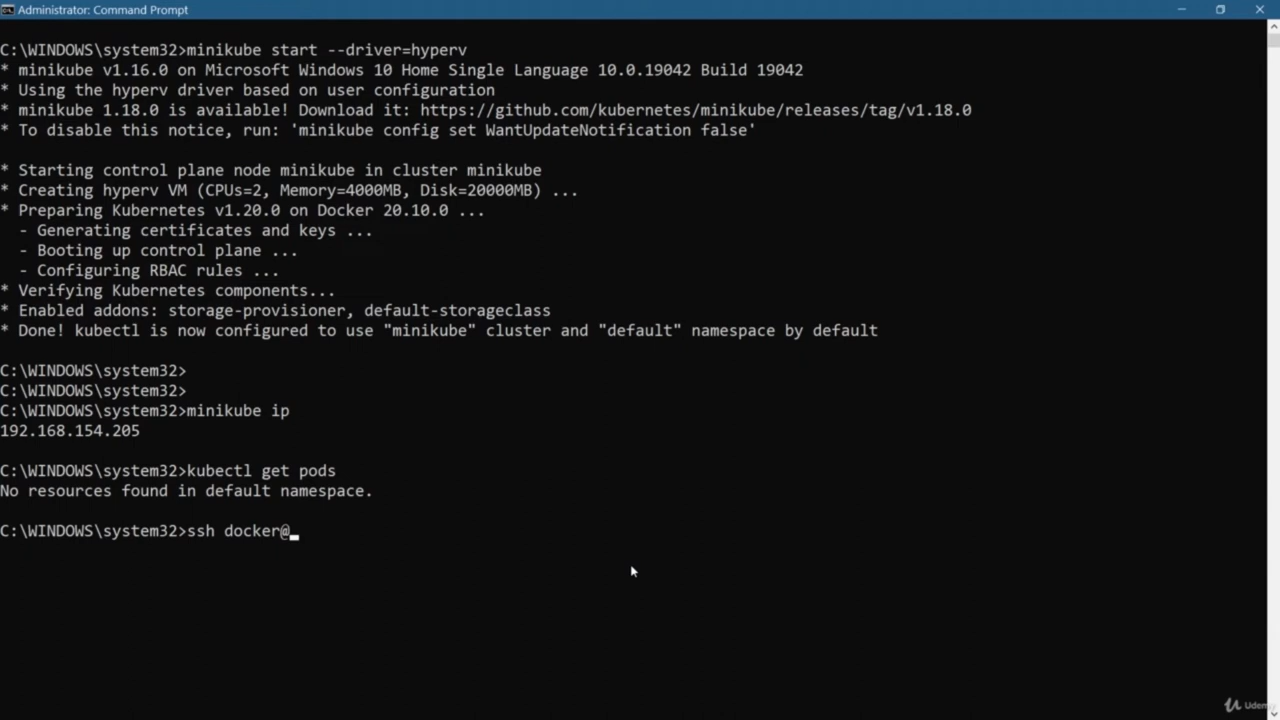 Administrator: Command Prompt
C:\WINDOWS\system32>minikube start --driver=hyperv
* minikube v1.16.0 on Microsoft Windows 10 Home Single Language 10.0.19042 Build 19042
* Using the hyperv driver based on user configuration
* minikube 1.18.0 is available! Download it: https://github.com/kubernetes/minikube/releases/tag/v1.18.0
* To disable this notice, run: 'minikube config set WantUpdateNotification false'
* Starting control plane node minikube in cluster minikube
* Creating hyperv VM (CPUs=2, Memory=4000MB, Disk=20000MB) ...
* Preparing Kubernetes v1.20.0 on Docker 20.10.0 ...
- Generating certificates and keys ...
- Booting up control plane ...
- Configuring RBAC rules ...
* Verifying Kubernetes components...
* Enabled addons: storage-provisioner, default-storageclass
* Done! kubectl is now configured to use "minikube" cluster and "default" namespace by default
C:\WINDOWS\system32>
C:\WINDOWS\system32>
C:\WINDOWS\system32>minikube ip
192.168.154.205
C:\WINDOWS\system32>kubectl get pods
No resources found in default namespace.
C:\WINDOWS\system32>ssh docker@
Udemy